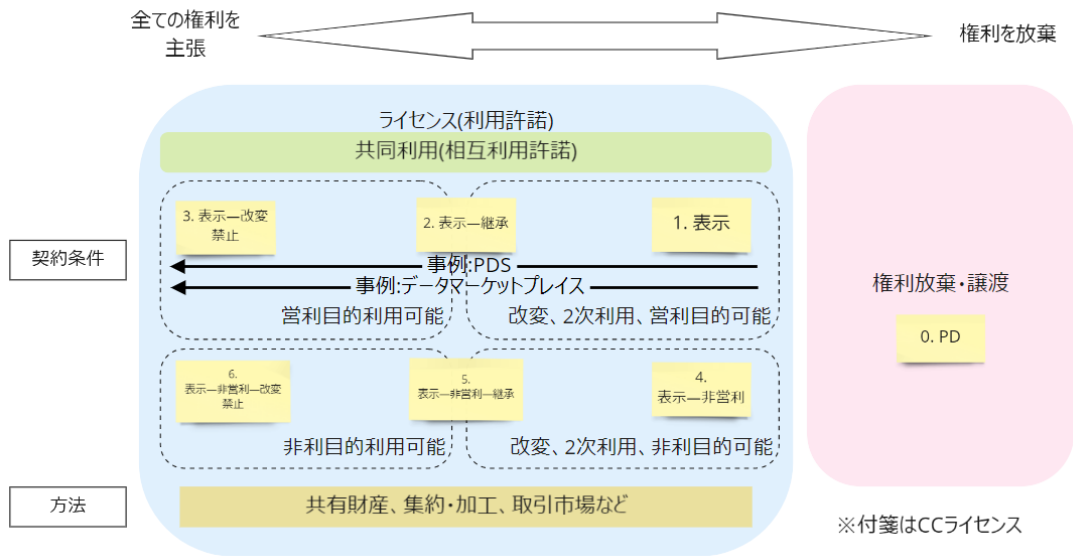 全ての権利を
主張
権利を放棄
ライセンス(利用許諾)
共同利用(相互利用許諾)
3. 表示―改変
禁止
2. 表示―継承
1. 表示
契約条件
事例:PDS
事例:データマーケットプレイス
営利目的利用可能
改変、2次利用、営利目的可能
権利放棄・譲渡
0. PD
6.
表示―非営利―改変
禁止
5.
表示―非営利―継承
4.
表示―非営利
非利目的利用可能
改変、2次利用、非利目的可能
方法
共有財産、集約・加工、取引市場など
※付箋はCCライセンス